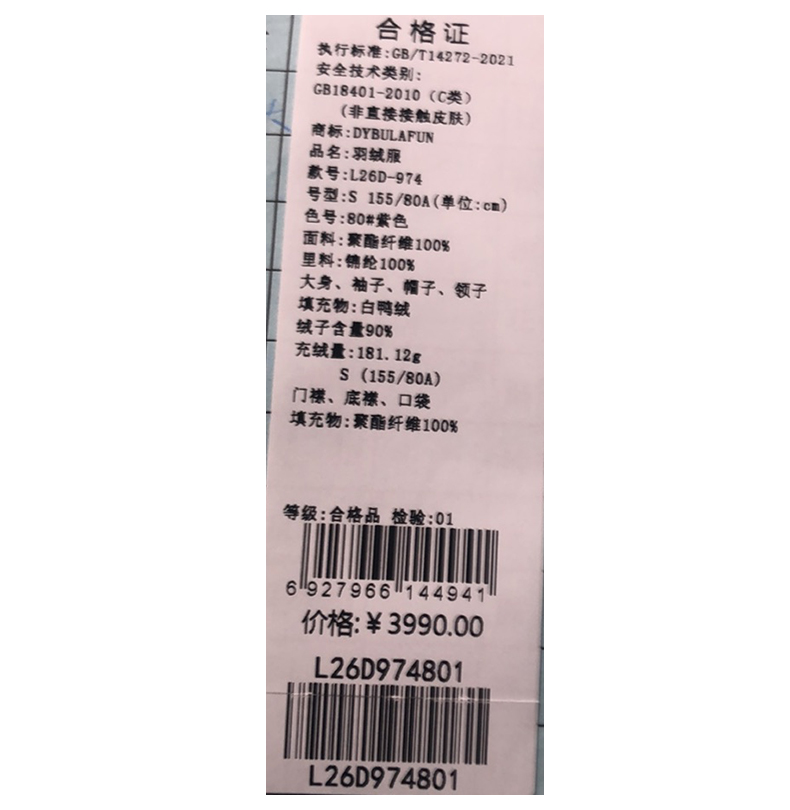 合格证
执行标准:GB/T14272-2021
安全技术类别:
GB18401-2010（C类）
(非直接接触皮肤)
商标:DYBULAFUN
品名:羽绒服
款号:L26D-974
号型:S 155/80A(单位:cm)
色号:80#紫色
面料:聚酯纤维100%
里料:锦纶100%
大身、袖子、帽子、领子
填充物:白鸭绒
绒子含量90%
充绒量:181.12g
S (155/80A)
门襟、底襟、口袋
填充物:聚酯纤维100%
等级:合格品 检验:01
6 927966 144941
价格:¥3990.00
L26D974801
L26D974801